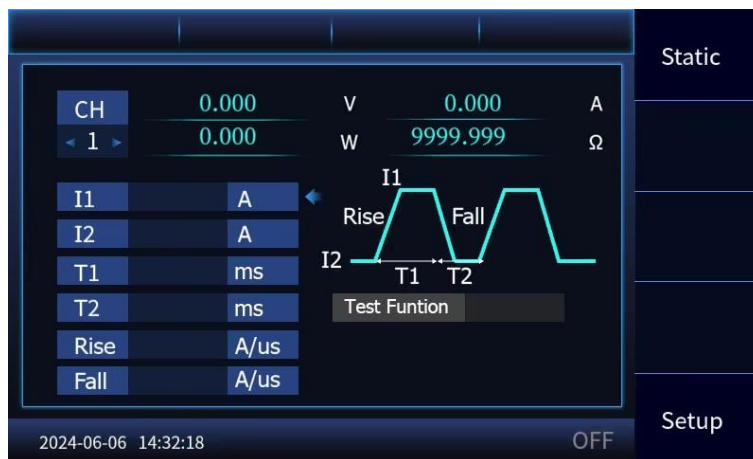 Static
CH 0.000 V 0.000 A
1 0.000 W 9999.999 Ω
I1 A
I2 A
T1 ms
T2 ms
Rise A/us
Fall A/us
I1
Rise Fall
I2
T1 T2
Test Funtion
2024-06-06 14:32:18 OFF
Setup